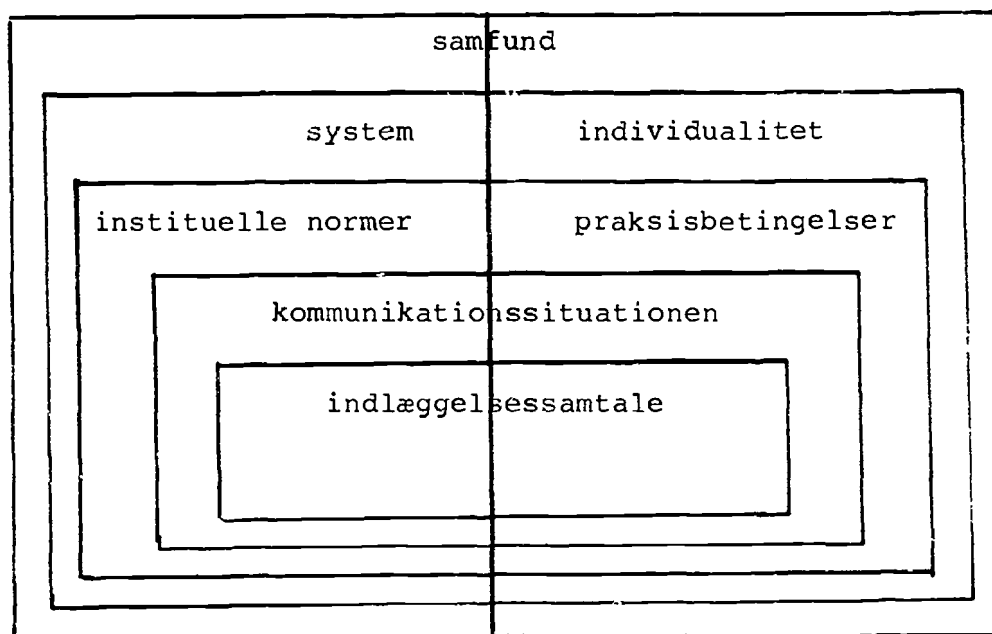 samfund
system individualitet
instituelle normer praksisbetingelser
kommunikationssituationen
indlæggelsessamtale